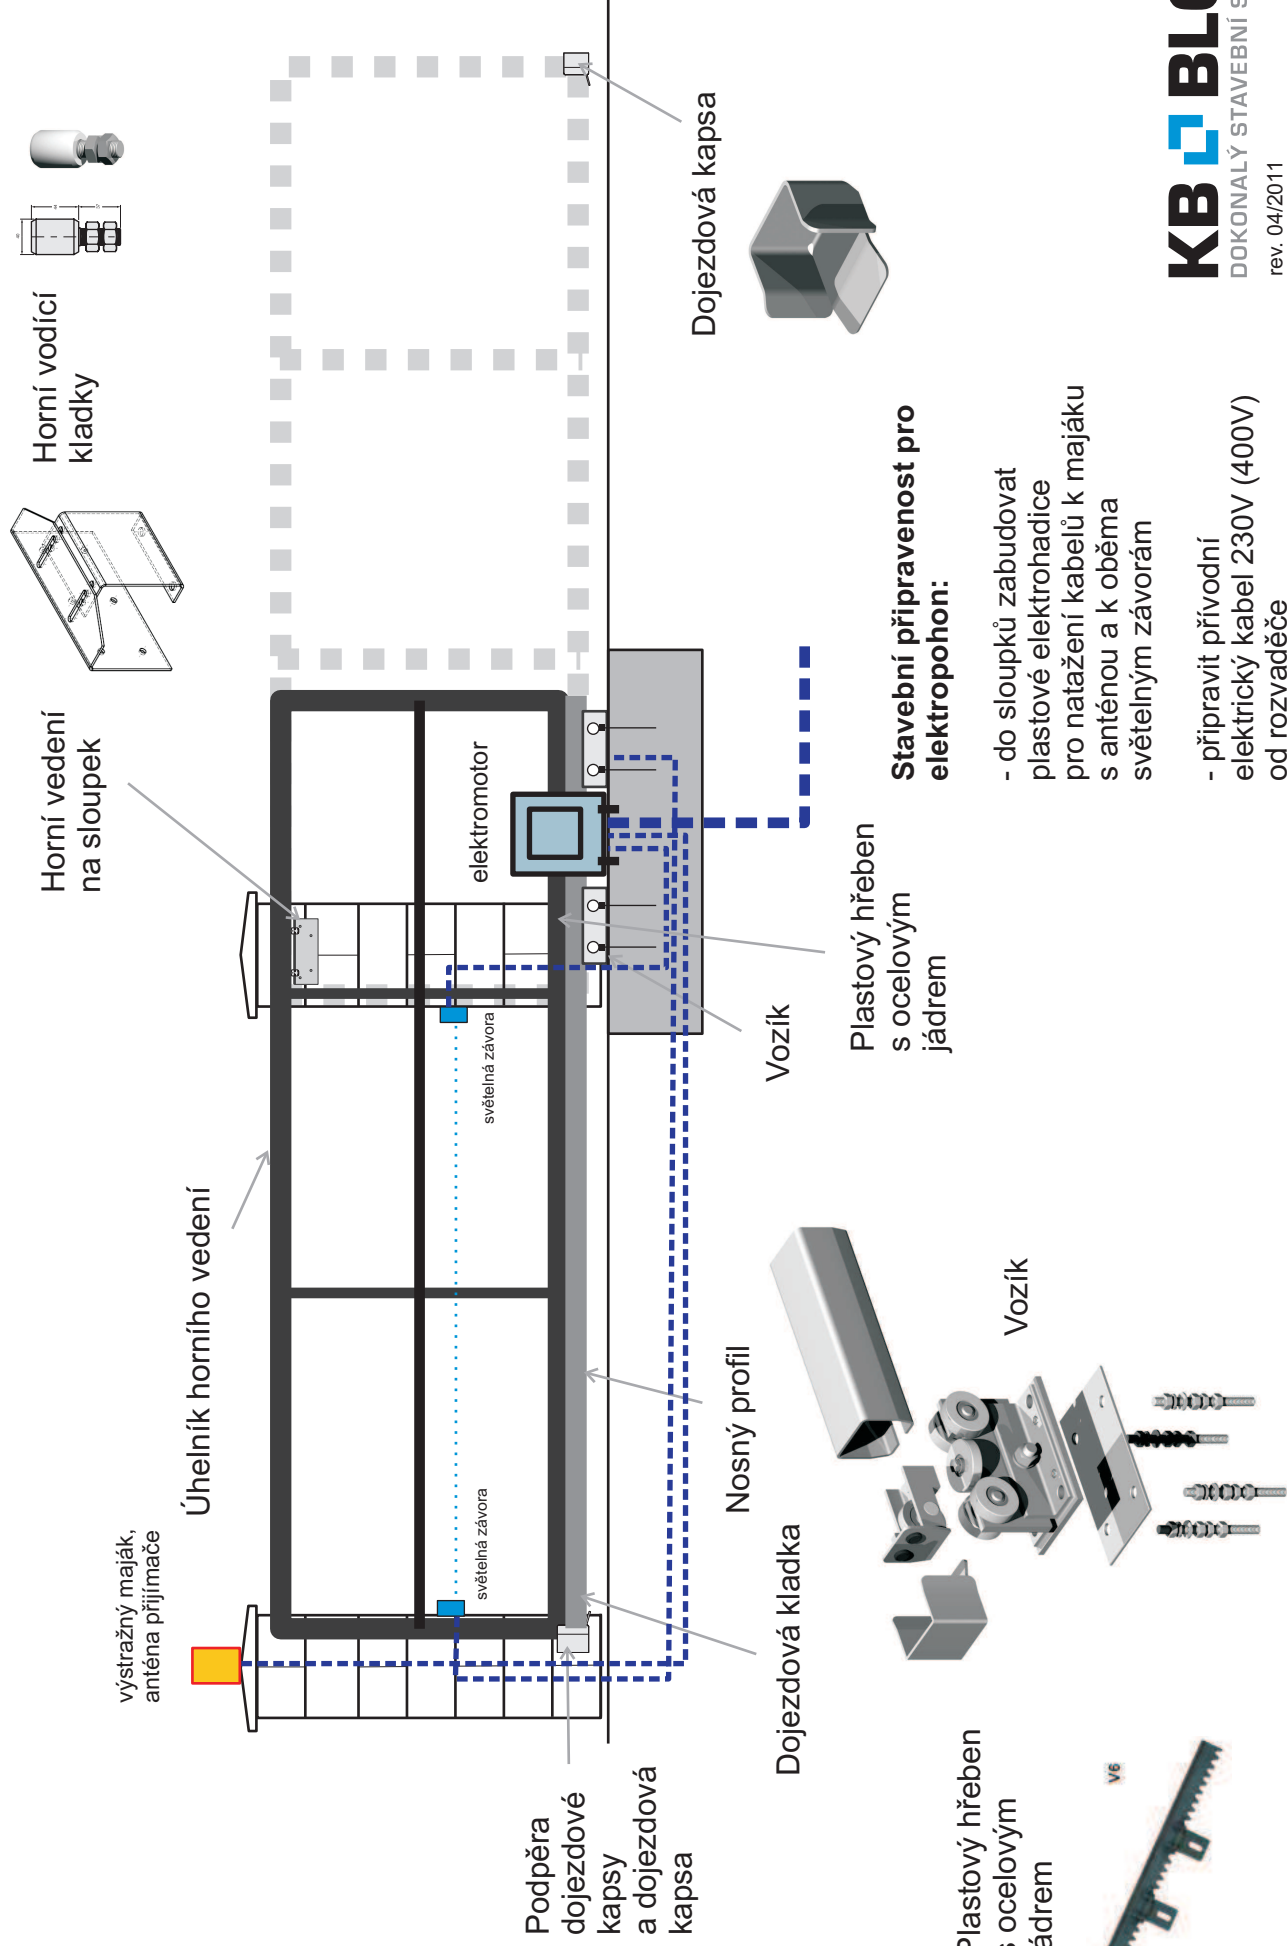 Horní vodící
kladky
Horní vedení
na sloupek
Úhelník horního vedení
výstražný maják,
anténa přijímače
elektromotor
světelná závora
světelná závora
Podpěra
dojezdové
kapsy
a dojezdová
kapsa
Dojezdová kladka
Nosný profil
Vozík
Plastový hřeben
s ocelovým
jádrem
Dojezdová kapsa
Vozík
Plastový hřeben
s ocelovým
jádrem
V6
Stavební připravenost pro
elektropohon:
- do sloupků zabudovat
plastové elektrohadice
pro natažení kabelů k majáku
s anténou a k oběma
světelným závorám
- připravit přívodní
elektrický kabel 230V (400V)
od rozvaděče
KB
DOKONALÝ STAVEBNÍ
rev. 04/2011